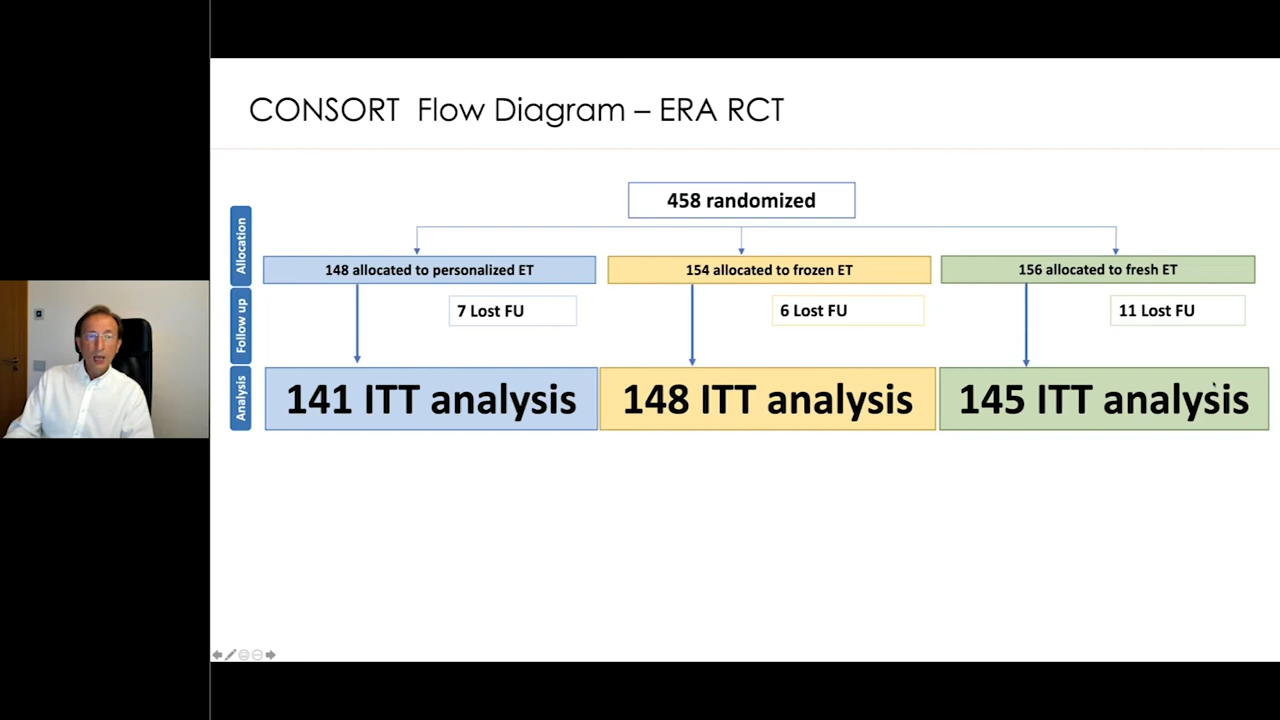 CONSORT Flow Diagram – ERA RCT
458 randomized
Allocation
148 allocated to personalized ET
154 allocated to frozen ET
156 allocated to fresh ET
Follow up
7 Lost FU
6 Lost FU
11 Lost FU
Analysis
141 ITT analysis
148 ITT analysis
145 ITT analysis